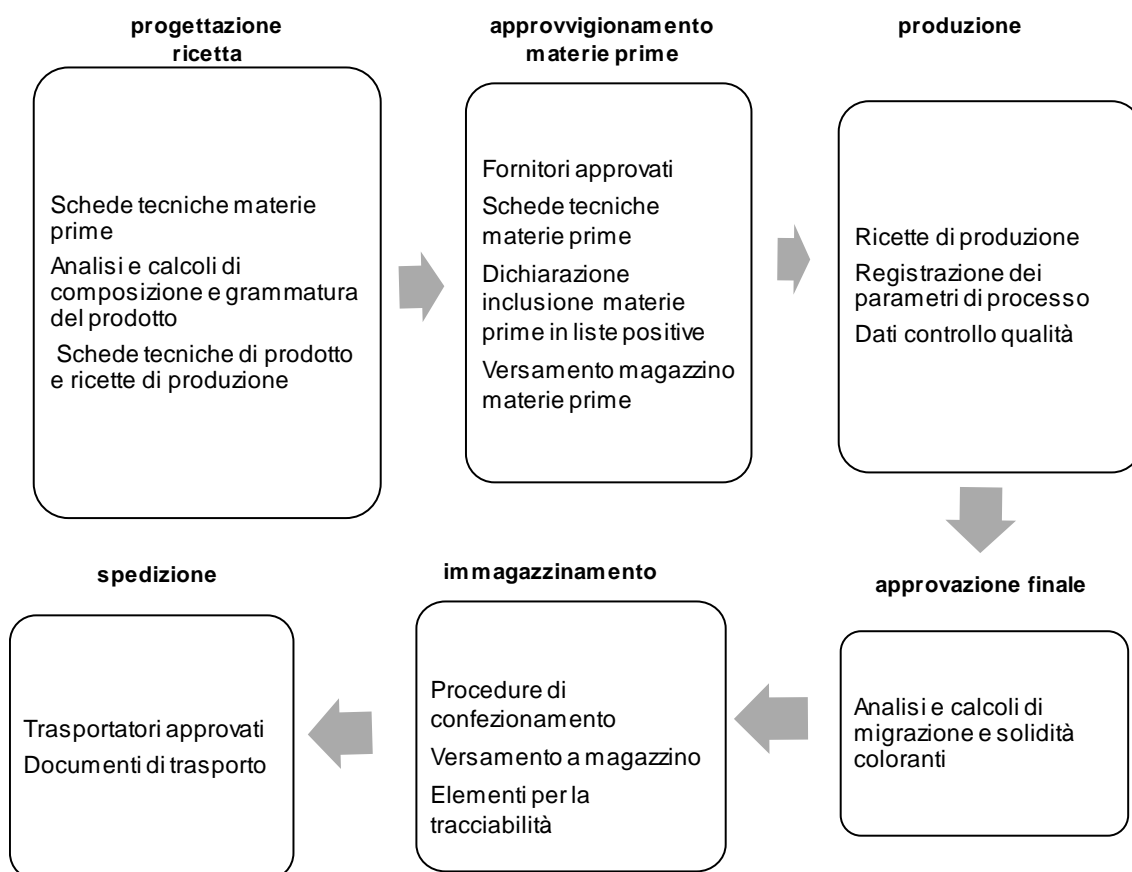 progettazione
ricetta
Schede tecniche materie
prime
Analisi e calcoli di
composizione e grammatura
del prodotto
Schede tecniche di prodotto
e ricette di produzione
approvvigionamento
materie prime
Fornitori approvati
Schede tecniche
materie prime
Dichiarazione
inclusione materie
prime in liste positive
Versamento magazzino
materie prime
produzione
Ricette di produzione
Registrazione dei
parametri di processo
Dati controllo qualità
approvazione finale
Analisi e calcoli di
migrazione e solidità
coloranti
immagazzinamento
Procedure di
confezionamento
Versamento a magazzino
Elementi per la
tracciabilità
spedizione
Trasportatori approvati
Documenti di trasporto